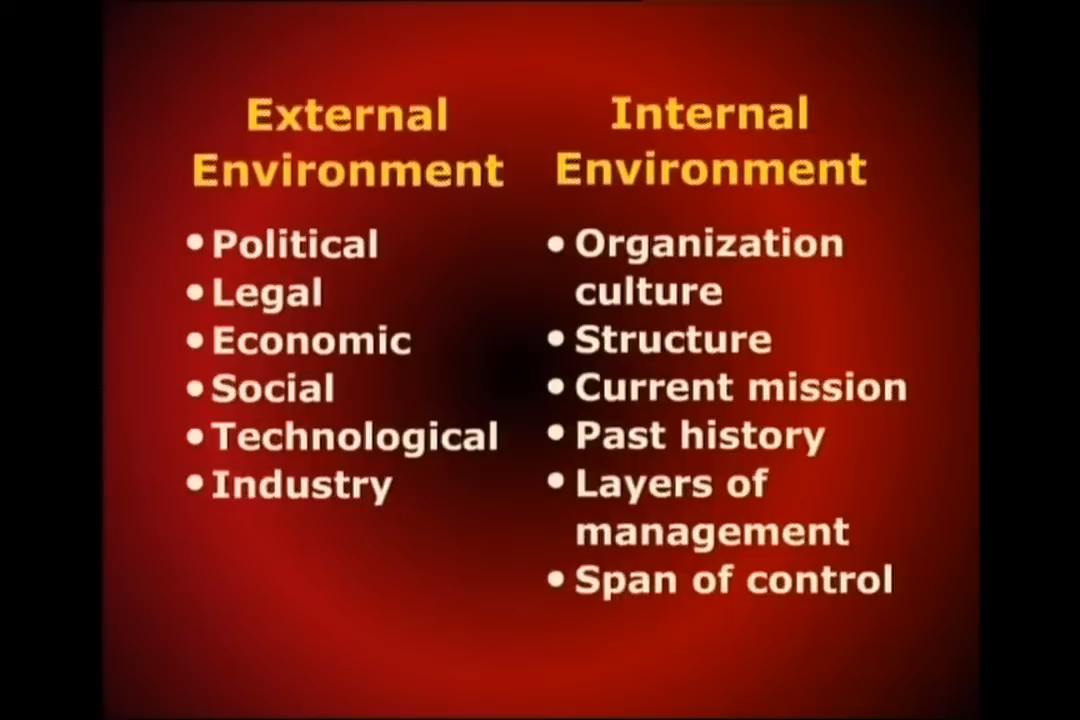 External
Environment
• Political
• Legal
• Economic
• Social
• Technological
• Industry
Internal
Environment
• Organization
culture
• Structure
• Current mission
• Past history
• Layers of
management
• Span of control